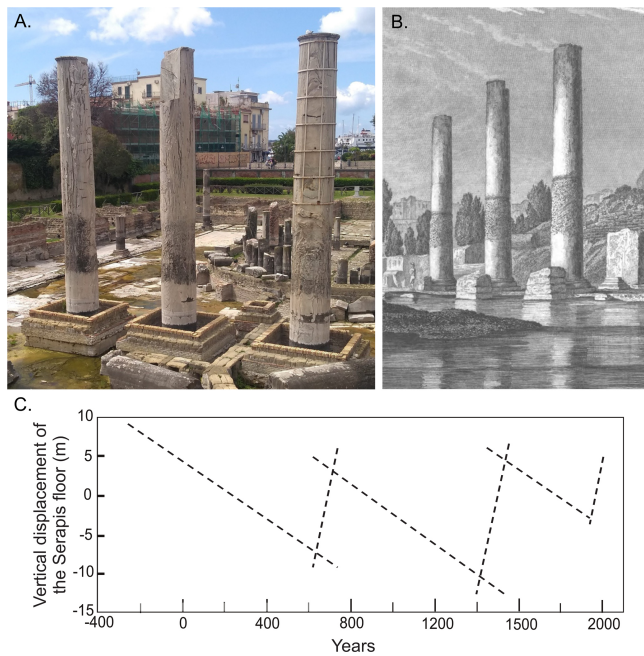 A.
B.
C.
Vertical displacement of
the Serapis floor (m)
10
5
0
-5
-10
-15
-400
0
400
800
1200
1500
2000
Years